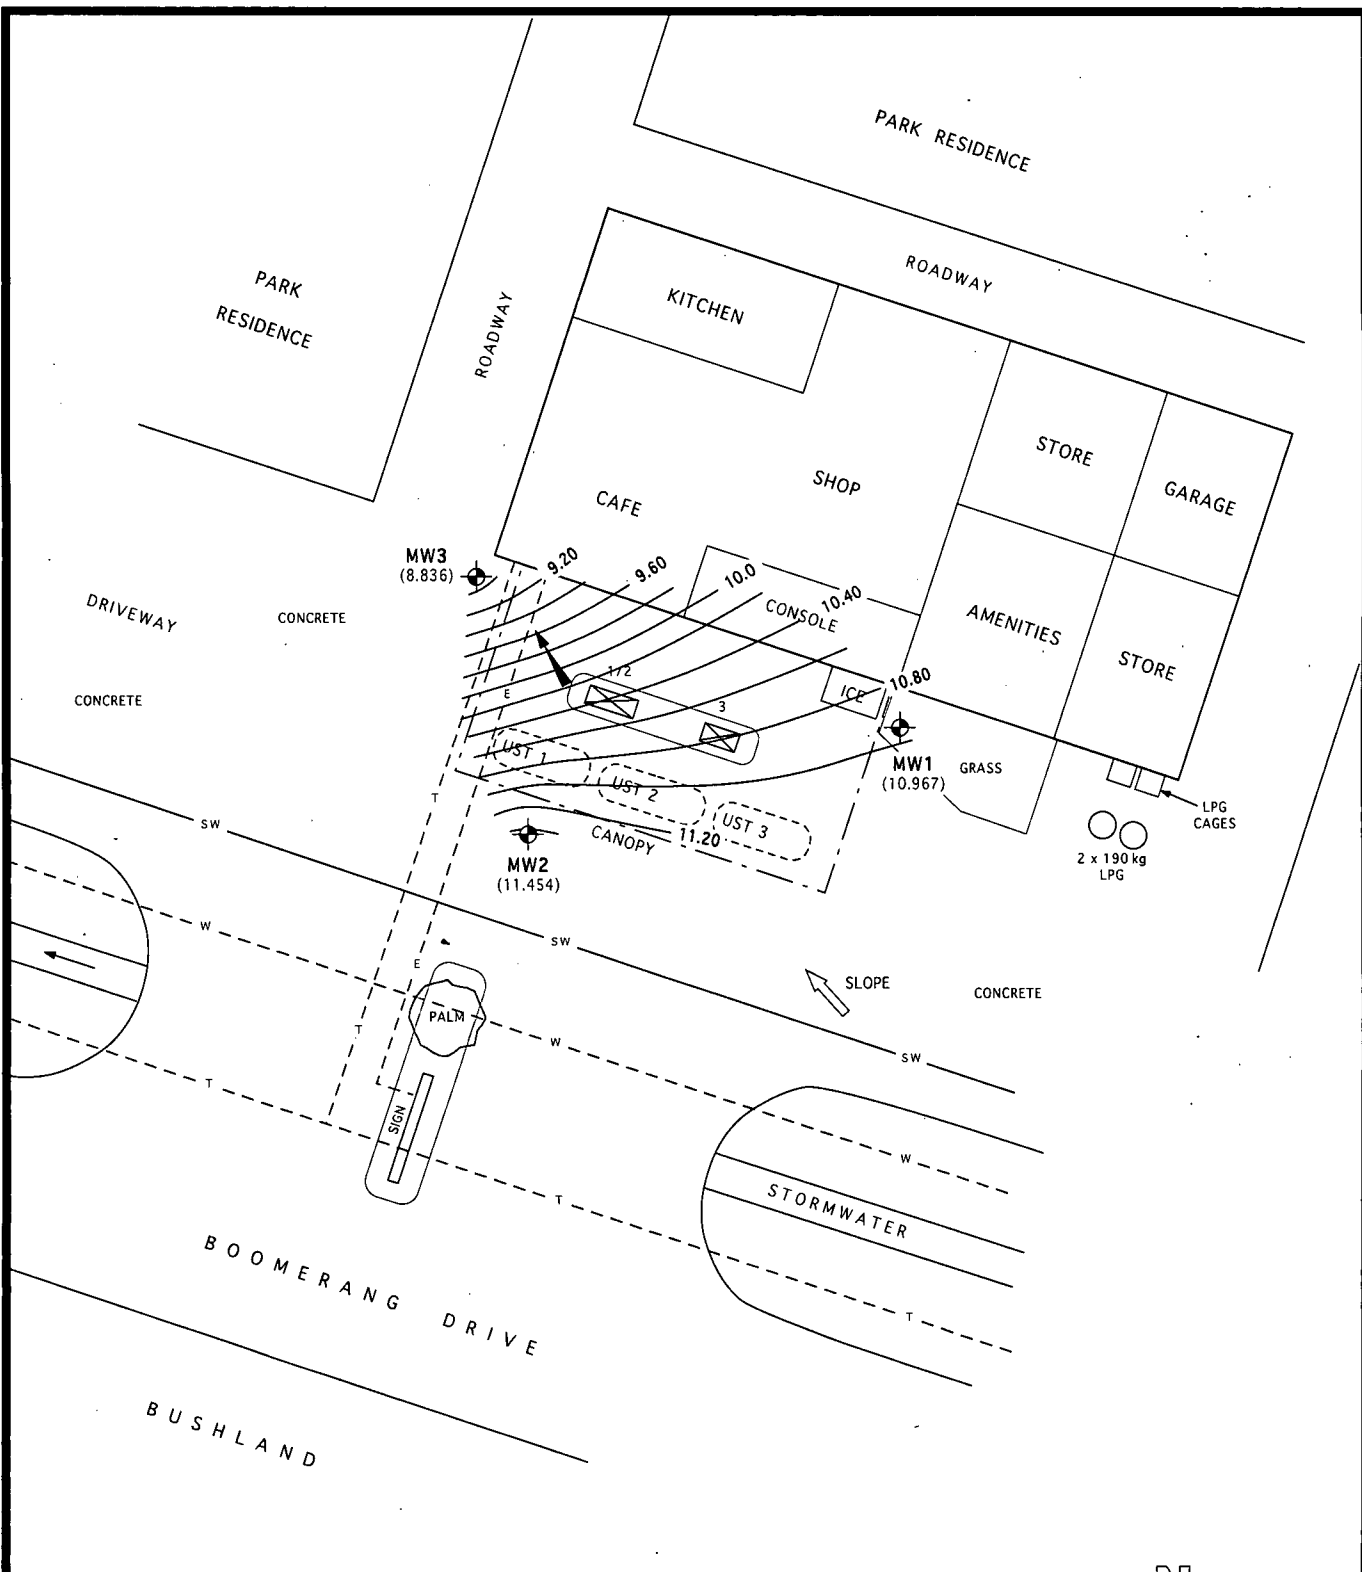 PARK RESIDENCE
ROADWAY
PARK
RESIDENCE
KITCHEN
ROADWAY
STORE
GARAGE
SHOP
CAFE
MW3
(8.836)
9.20
9.60
10.0
10.40
CONSOLE
AMENITIES
STORE
DRIVEWAY
CONCRETE
CONCRETE
E
1/2
3
ICE
10.80
MW1
(10.967)
GRASS
LPG
CAGES
2 x 190 kg
LPG
UST 1
UST 2
UST 3
T
CANOPY
11.20
MW2
(11.454)
SW
W
SW
E
SLOPE
CONCRETE
PALM
T
W
SW
T
SIGN
W
T
STORMWATER
T
BOOMERANG DRIVE
BUSHLAND